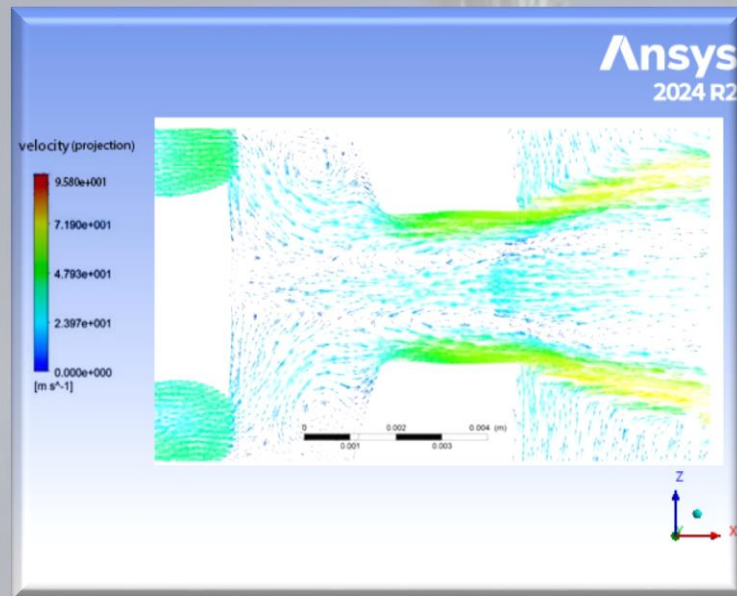 Ansys
2024 R2
velocity (projection)
9.580e+001
7.190e+001
4.793e+001
2.397e+001
0.000e+000
[m s^-1]
0 0.002 0.004 (m)
0.001 0.003
Z
Y
X